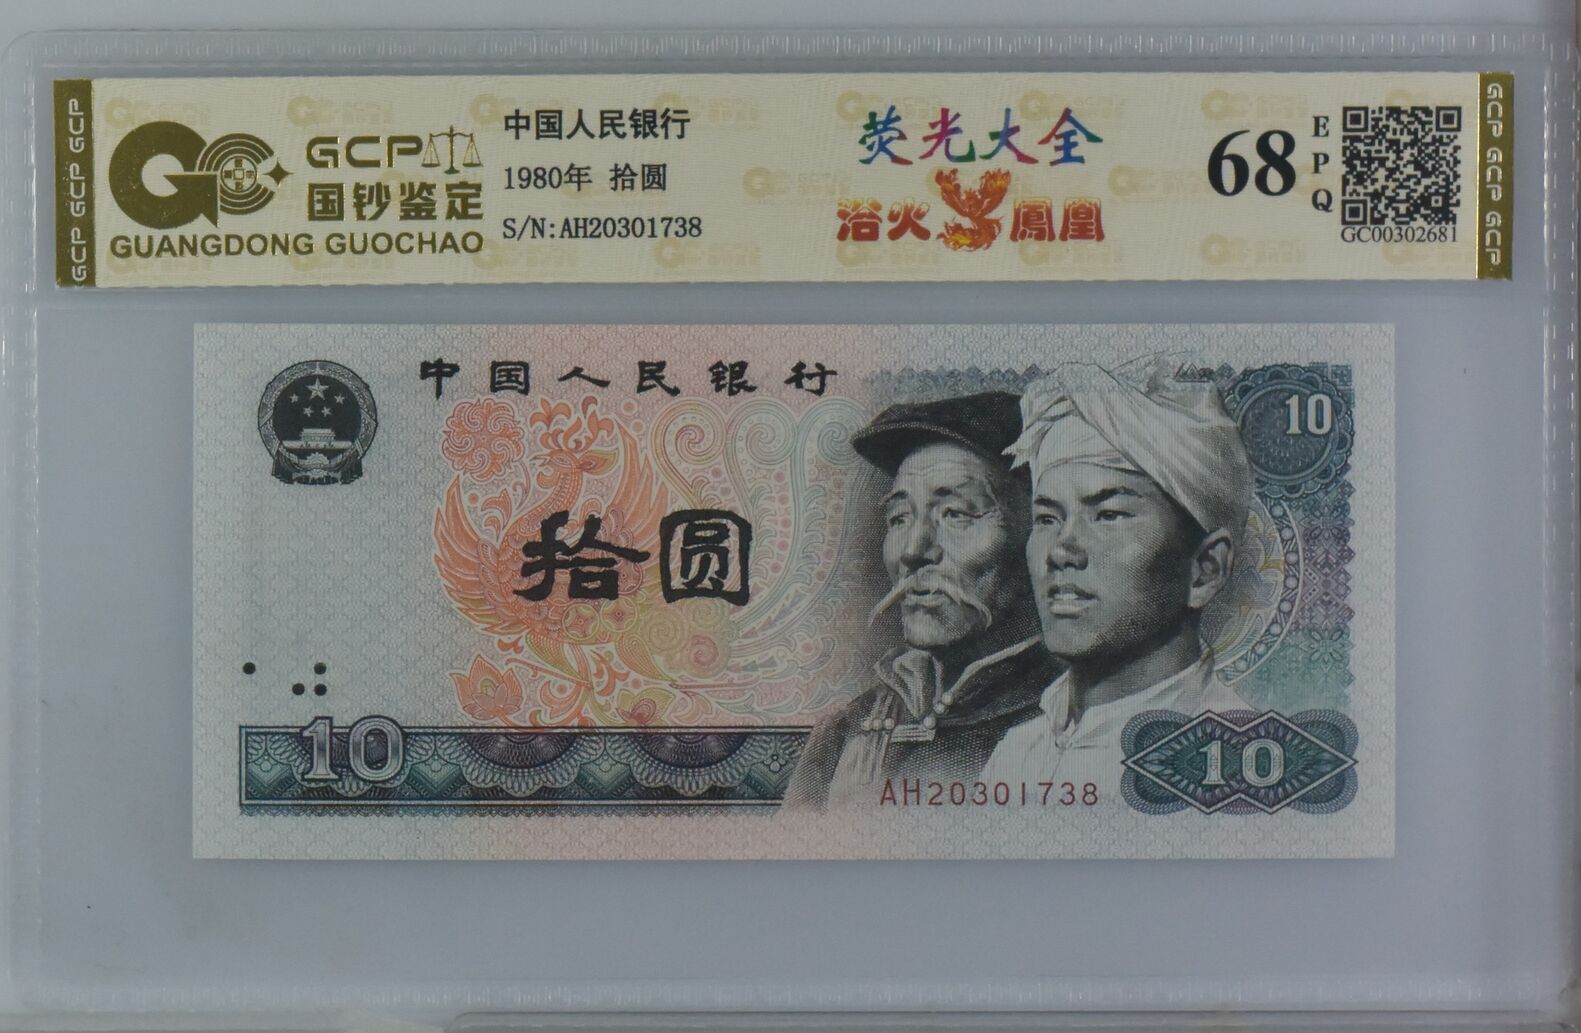 GCP GCP GCP
GCP
国钞鉴定
GUANGDONG GUOCHAO
中国人民银行
1980年 拾圆
S/N:AH20301738
荧光大全
浴火鳳凰
68
EPQ
GC00302681
GCP GCP GCP
中国人民银行
10
拾圆
10
AH20301738
10